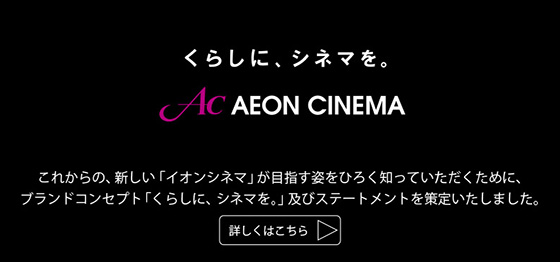 くらしに、シネマを。
Ac AEON CINEMA
これからの、新しい「イオンシネマ」が目指す姿をひろく知っていただくために、
ブランドコンセプト「くらしに、シネマを。」及びステートメントを策定いたしました。
詳しくはこちら